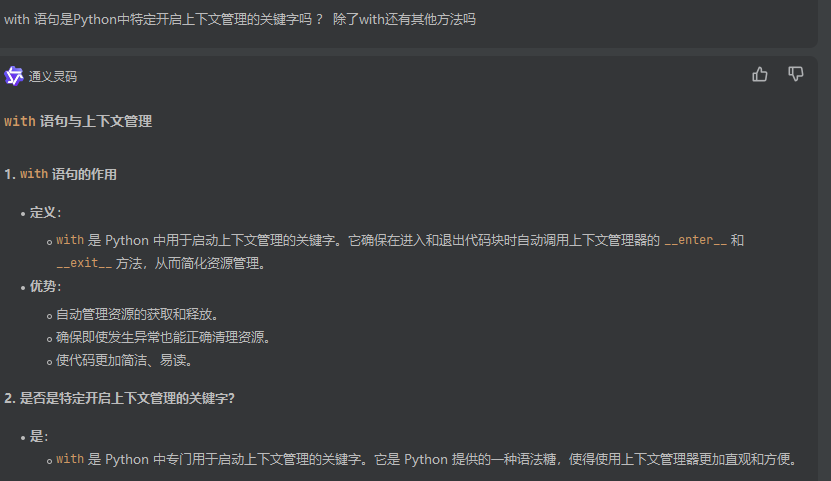 with 语句是Python中特定开启上下文管理的关键字吗 ？ 除了with还有其他方法吗
通义灵码
with 语句与上下文管理
1. with 语句的作用
• 定义：
with 是 Python 中用于启动上下文管理的关键字。它确保在进入和退出代码块时自动调用上下文管理器的 __enter__ 和
__exit__ 方法，从而简化资源管理。
• 优势：
自动管理资源的获取和释放。
确保即使发生异常也能正确清理资源。
使代码更加简洁、易读。
2. 是否是特定开启上下文管理的关键字?
• 是：
with 是 Python 中专门用于启动上下文管理的关键字。它是 Python 提供的一种语法糖，使得使用上下文管理器更加直观和方便。